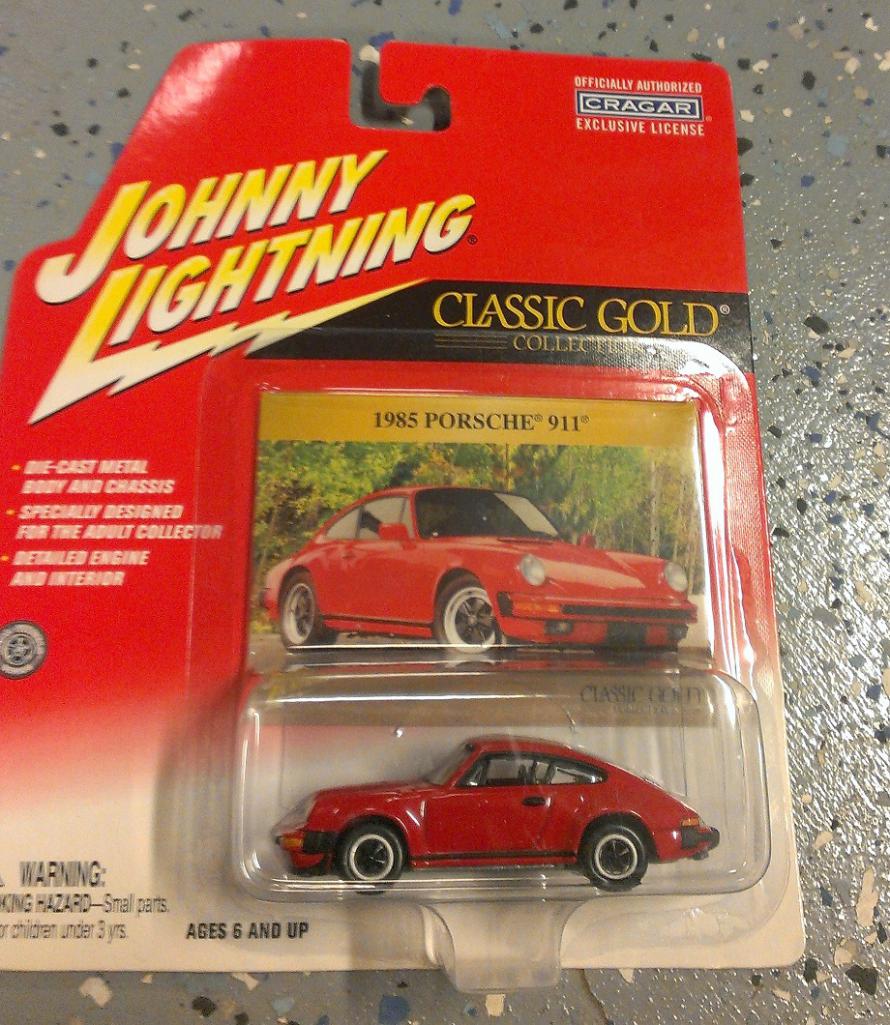 OFFICIALLY AUTHORIZED
CRAGAR®
EXCLUSIVE LICENSE
JOHNNY
LIGHTNING®
CLASSIC GOLD®
1985 PORSCHE® 911®
• DIE-CAST METAL
BODY AND CHASSIS
• SPECIALLY DESIGNED
FOR THE ADULT COLLECTOR
• DETAILED ENGINE
AND INTERIOR
CLASSIC GOLD
WARNING:
KING HAZARD—Small parts.
or children under 3 yrs.
AGES 6 AND UP